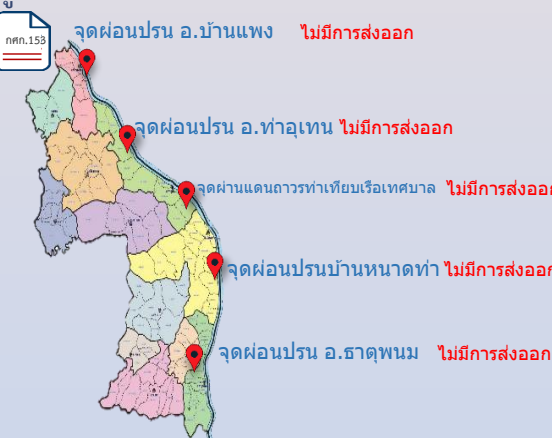 กศก.153
จุดผ่อนปรน อ.บ้านแพง ไม่มีการส่งออก
จุดผ่อนปรน อ.ท่าอุเทน ไม่มีการส่งออก
จุดผ่านแดนถาวรท่าเทียบเรือเทศบาล ไม่มีการส่งออก
จุดผ่อนปรนบ้านหนาดท่า ไม่มีการส่งออก
จุดผ่อนปรน อ.ธาตุพนม ไม่มีการส่งออก